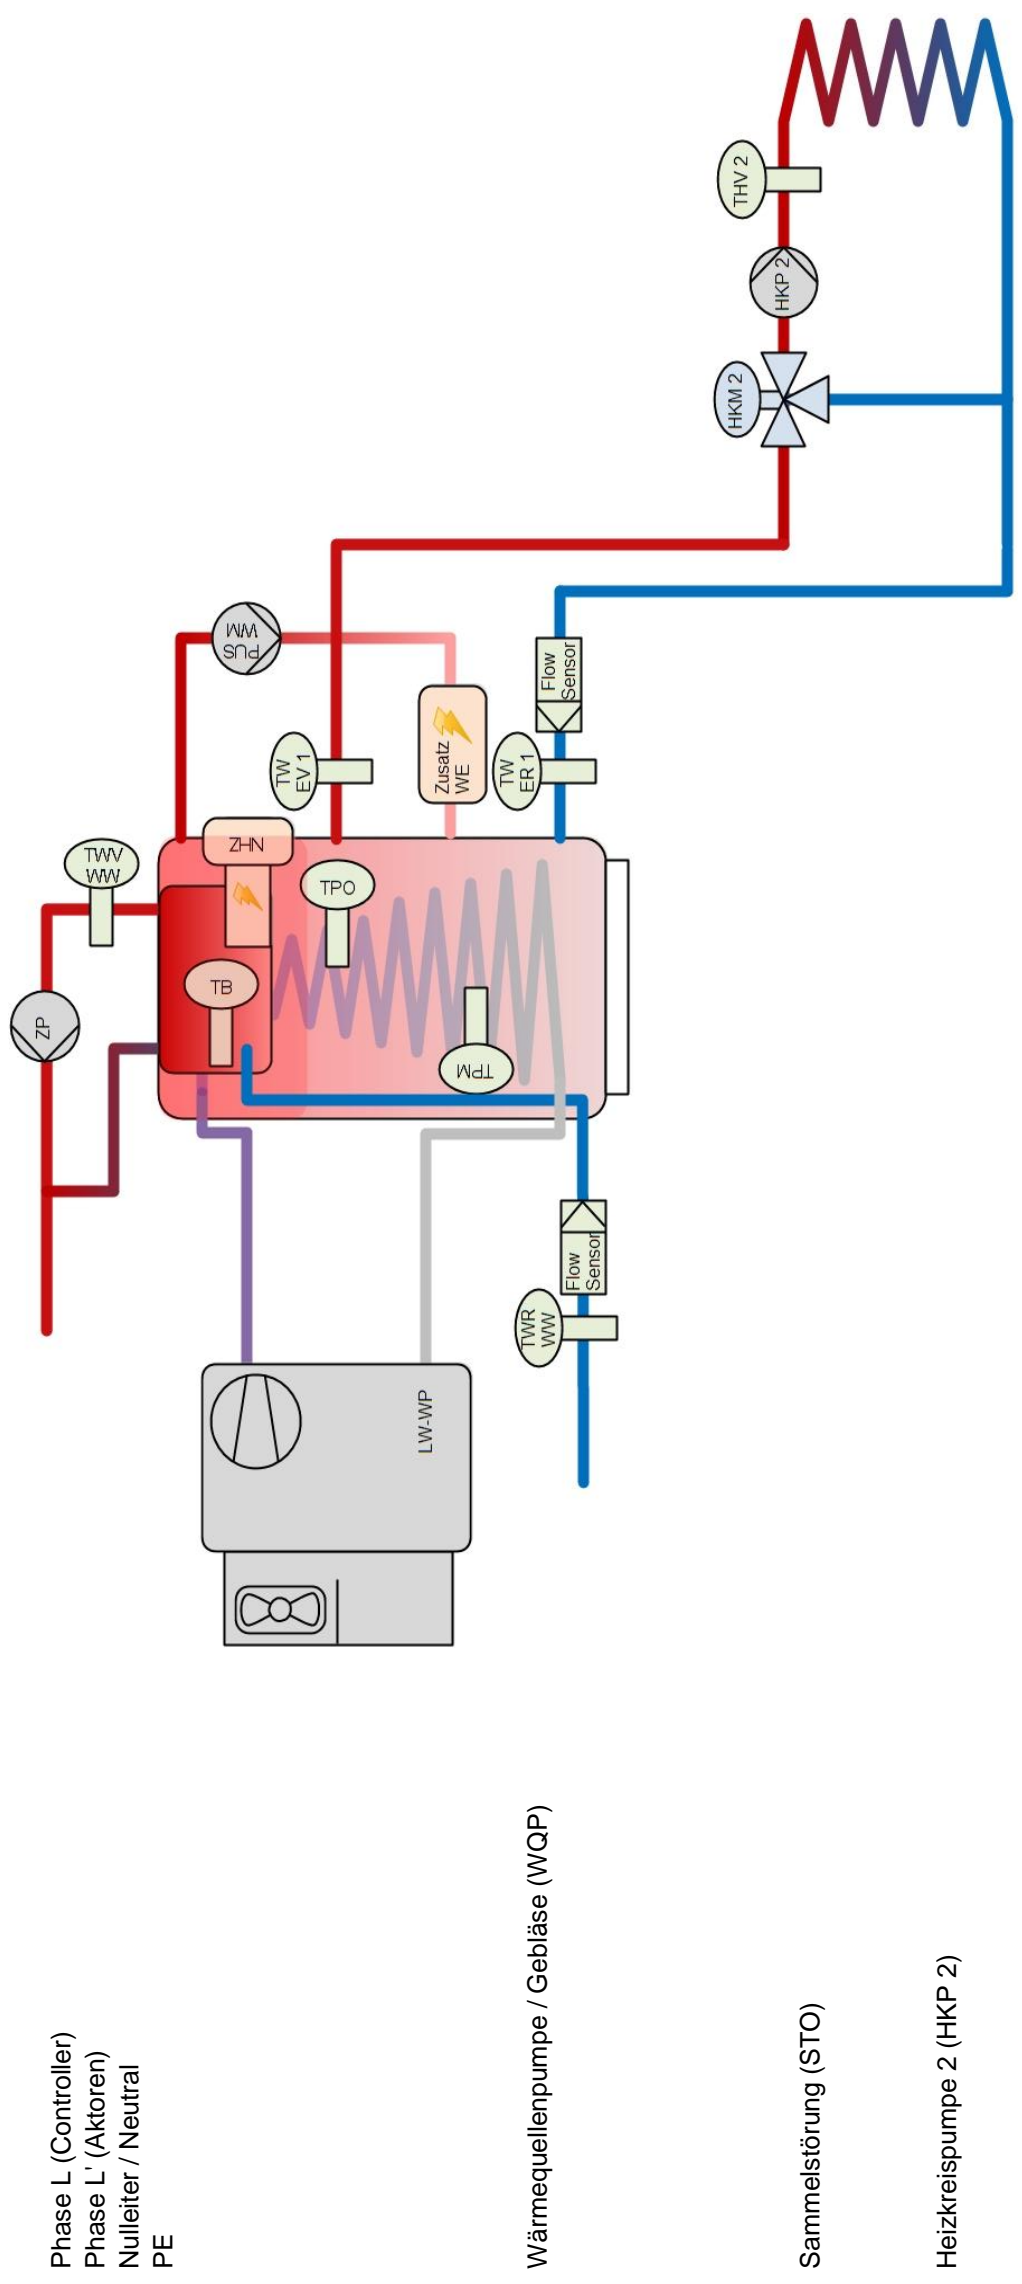 THV 2
HKP 2
HKM 2
PUS
WM
Flow
Sensor
TW
EV 1
Zusatz
WE
TW
ER 1
TWV
WW
ZHN
TPO
TB
ZP
TPM
Flow
Sensor
TWR
WW
LW-WP
Phase L (Controller)
Phase L' (Aktoren)
Nullleiter / Neutral
PE
Wärmequellenpumpe / Gebläse (WQP)
Sammelstörung (STO)
Heizkreispumpe 2 (HKP 2)